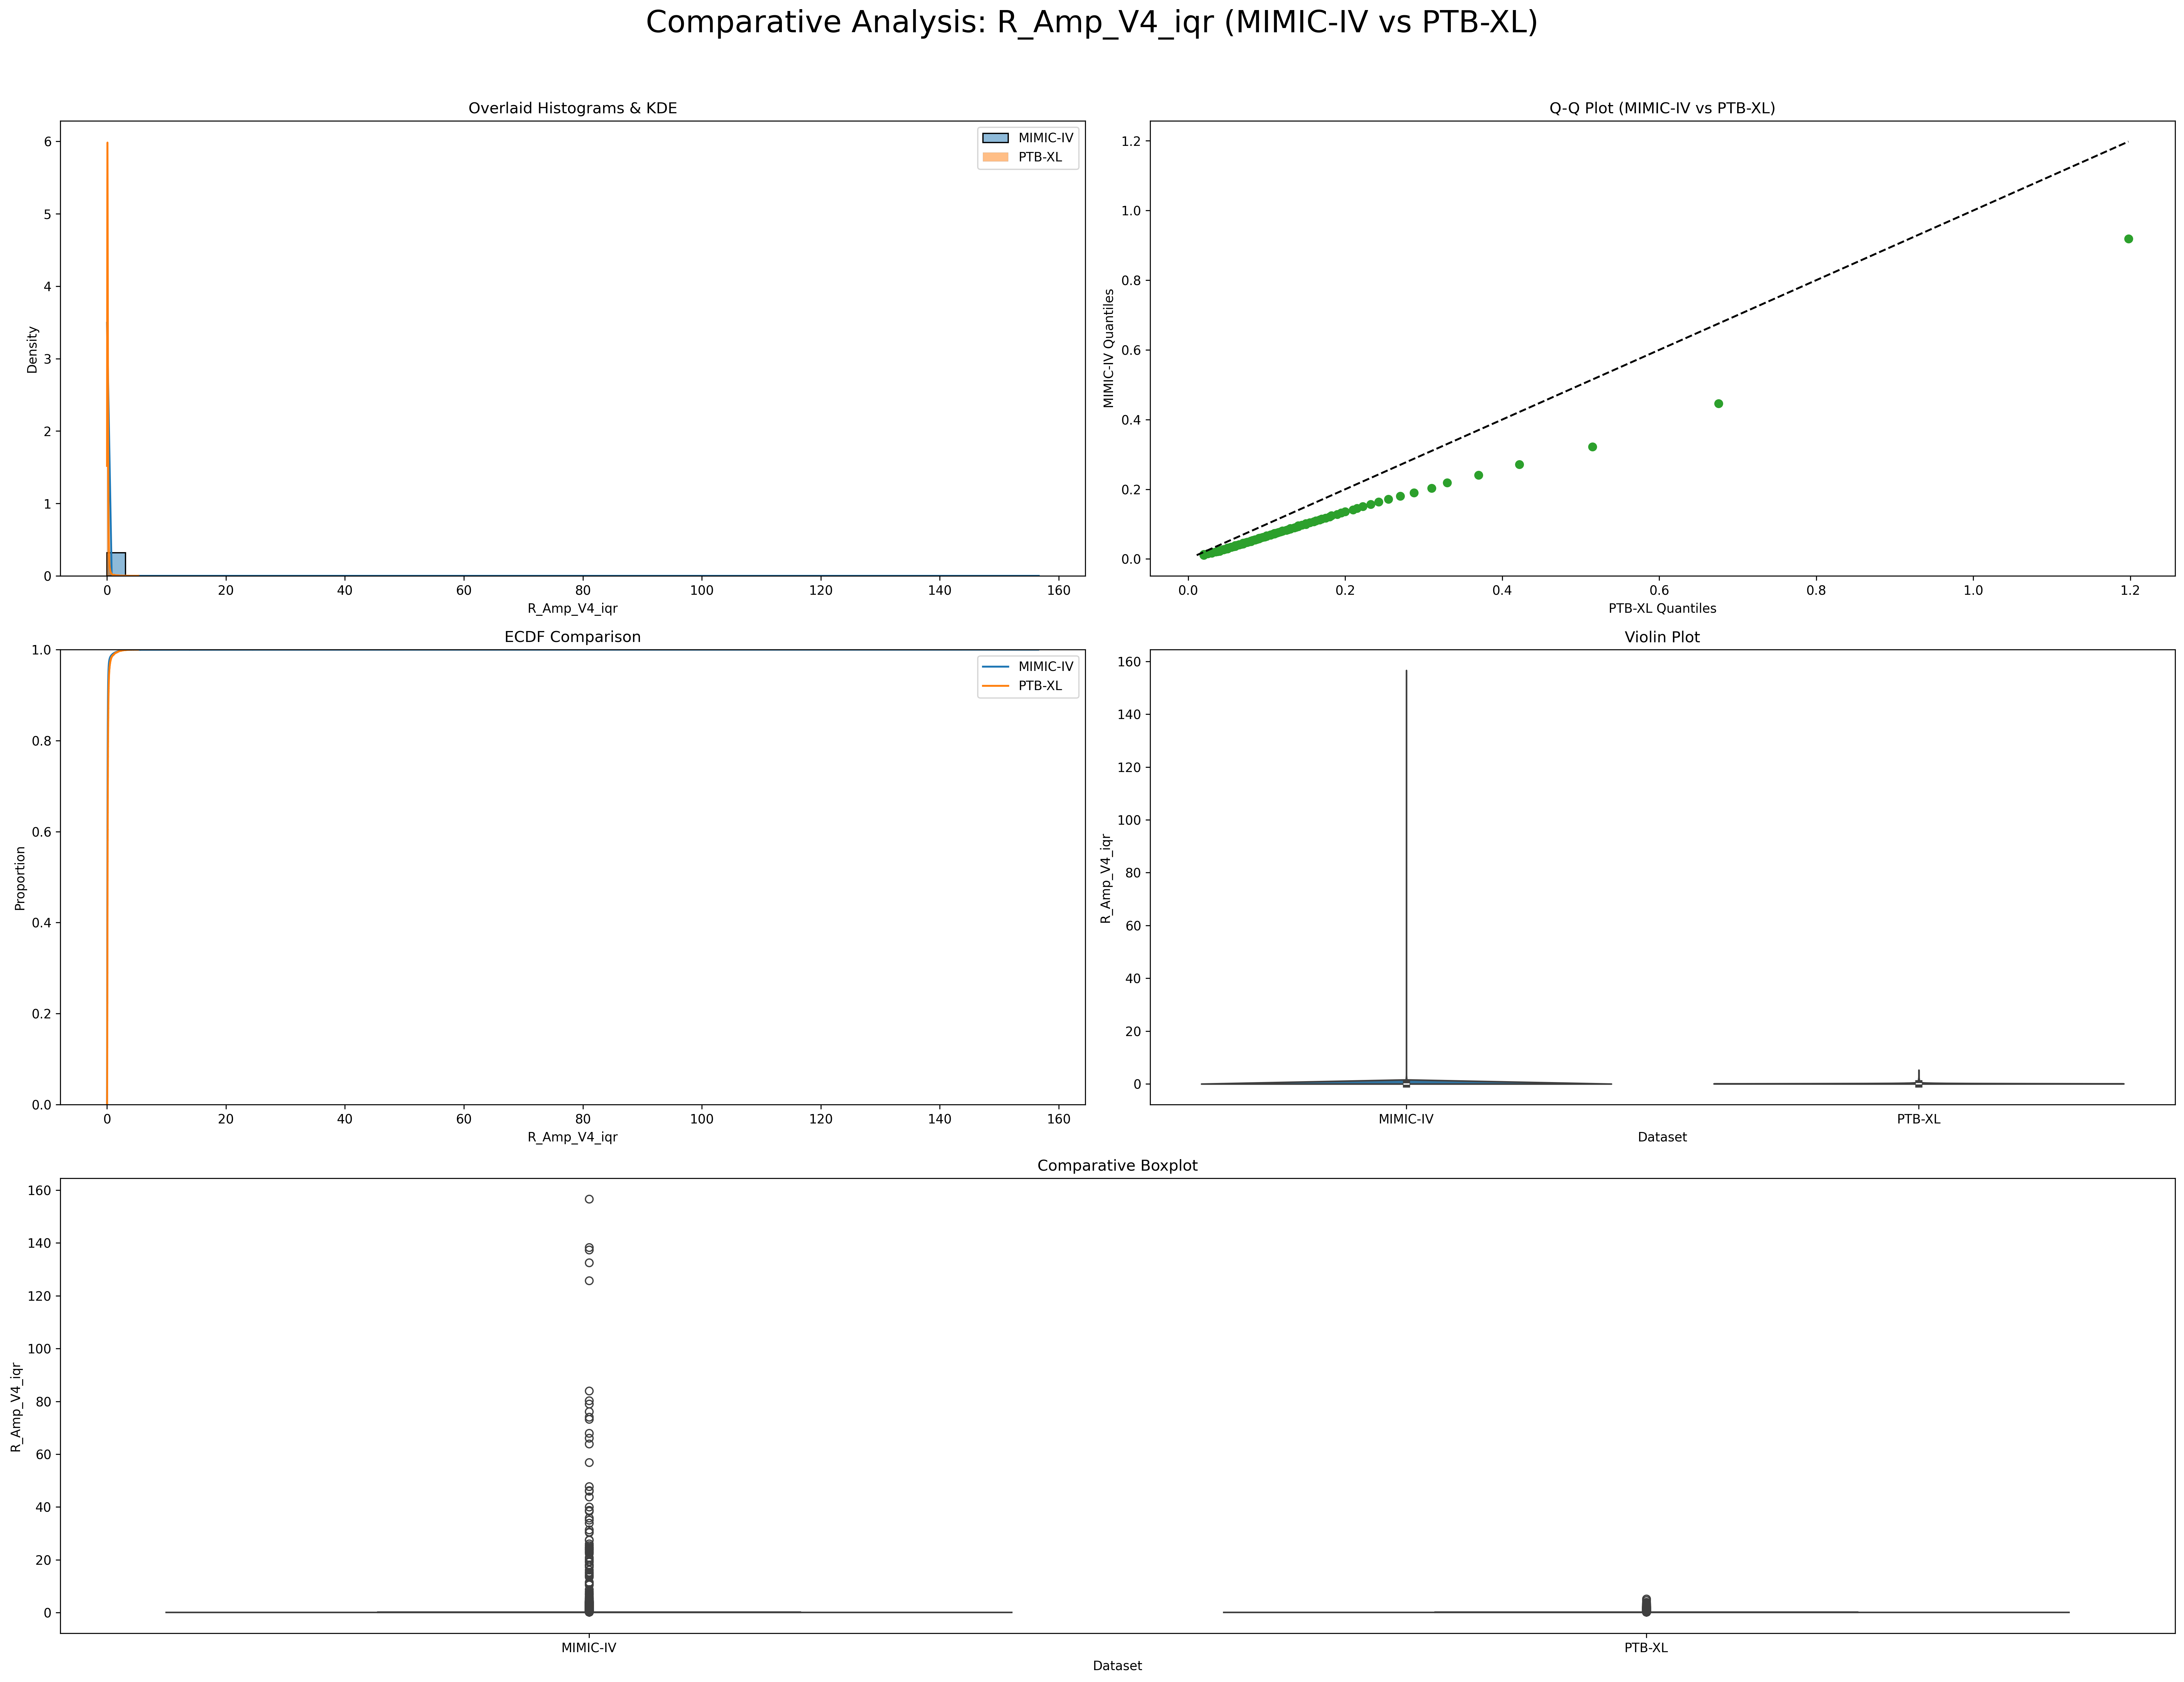 Comparative Analysis: R_Amp_V4_iqr (MIMIC-IV vs PTB-XL)
Overlaid Histograms & KDE
6
5
4
3
2
1
0
Density
MIMIC-IV
PTB-XL
0 20 40 60 80 100 120 140 160
R_Amp_V4_iqr
Q-Q Plot (MIMIC-IV vs PTB-XL)
1.2
1.0
0.8
0.6
0.4
0.2
0.0
MIMIC-IV Quantiles
0.0 0.2 0.4 0.6 0.8 1.0 1.2
PTB-XL Quantiles
ECDF Comparison
1.0
0.8
0.6
0.4
0.2
0.0
Proportion
MIMIC-IV
PTB-XL
0 20 40 60 80 100 120 140 160
R_Amp_V4_iqr
Violin Plot
160
140
120
100
80
60
40
20
0
R_Amp_V4_iqr
MIMIC-IV PTB-XL
Dataset
Comparative Boxplot
160
140
120
100
80
60
40
20
0
R_Amp_V4_iqr
MIMIC-IV PTB-XL
Dataset